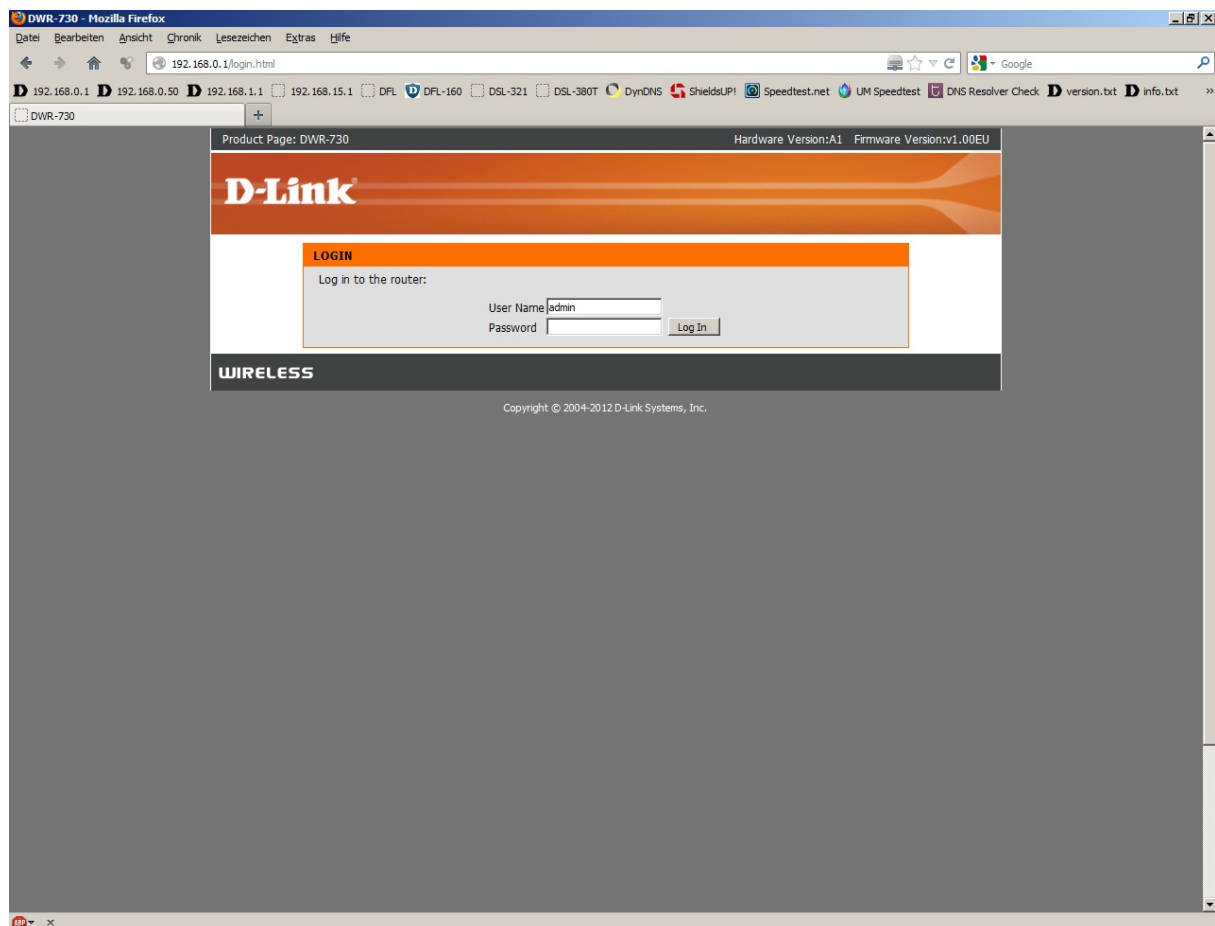 DWR-730 - Mozilla Firefox
Datei Bearbeiten Ansicht Chronik Lesezeichen Extras Hilfe
192.168.0.1/login.html
Google
192.168.0.1 192.168.0.50 192.168.1.1 192.168.15.1 DFL DFL-160 DSL-321 DSL-380T DynDNS ShieldsUP! Speedtest.net UM Speedtest DNS Resolver Check version.txt info.txt »
DWR-730 +
Product Page: DWR-730 Hardware Version:A1 Firmware Version:v1.00EU
D-Link
LOGIN
Log in to the router:
User Name admin
Password Log In
WIRELESS
Copyright © 2004-2012 D-Link Systems, Inc.
ABP